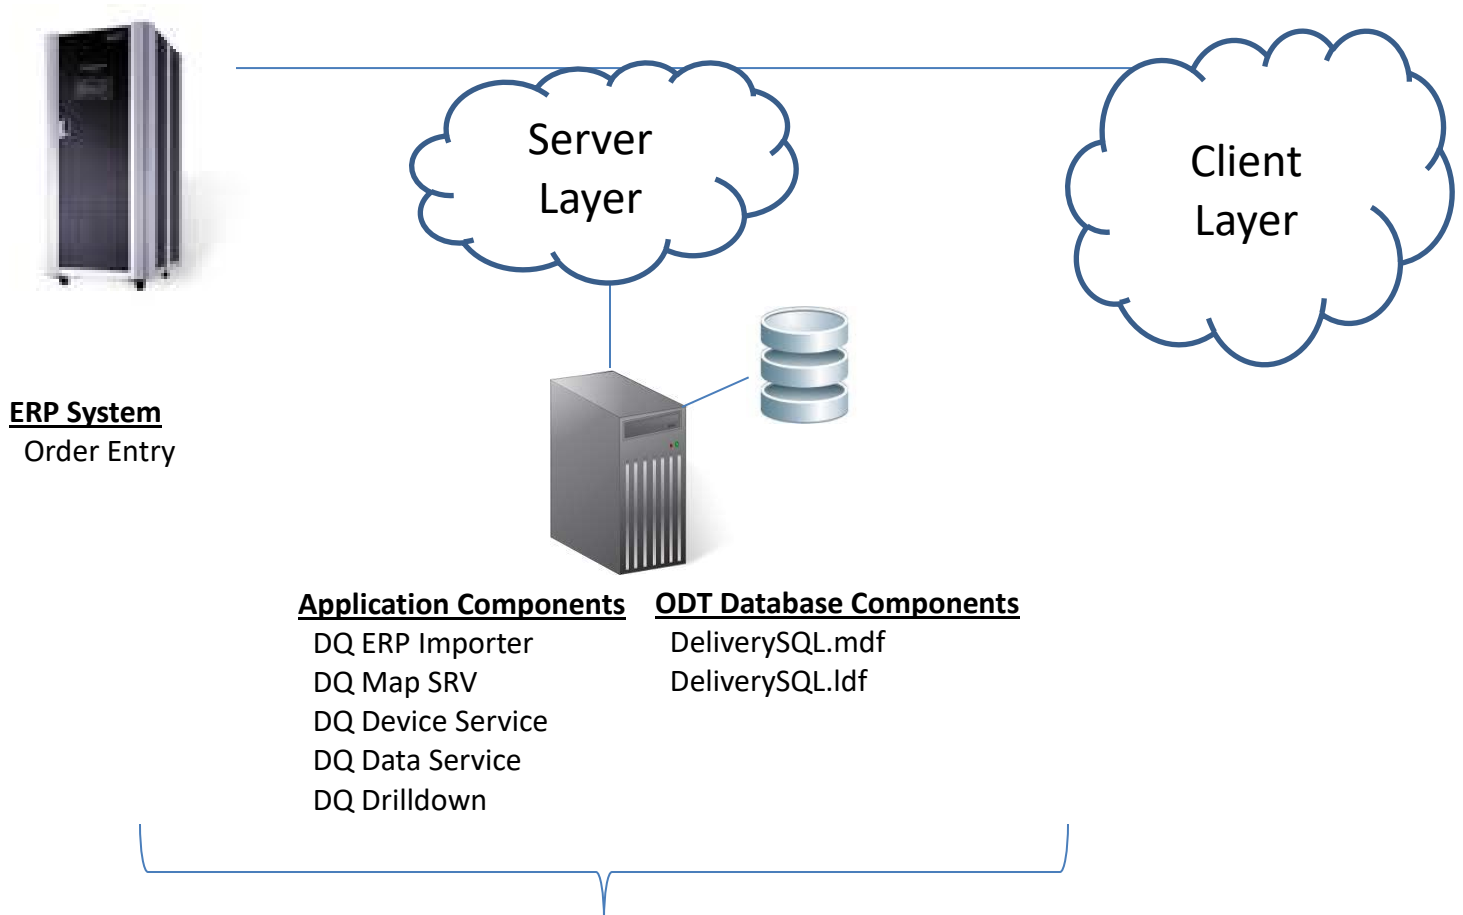 Server
Layer
Client
Layer
ERP System
Order Entry
Application Components
DQ ERP Importer
DQ Map SRV
DQ Device Service
DQ Data Service
DQ Drilldown
ODT Database Components
DeliverySQL.mdf
DeliverySQL.ldf